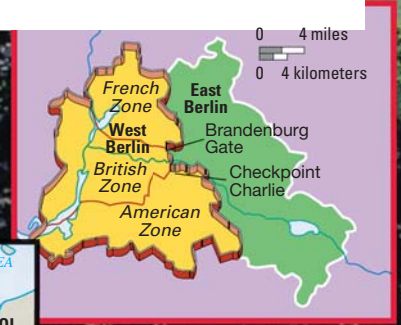 0 4 miles
0 4 kilometers
French
Zone
East
Berlin
West
Berlin
Brandenburg
Gate
British
Zone
Checkpoint
Charlie
American
Zone
EA